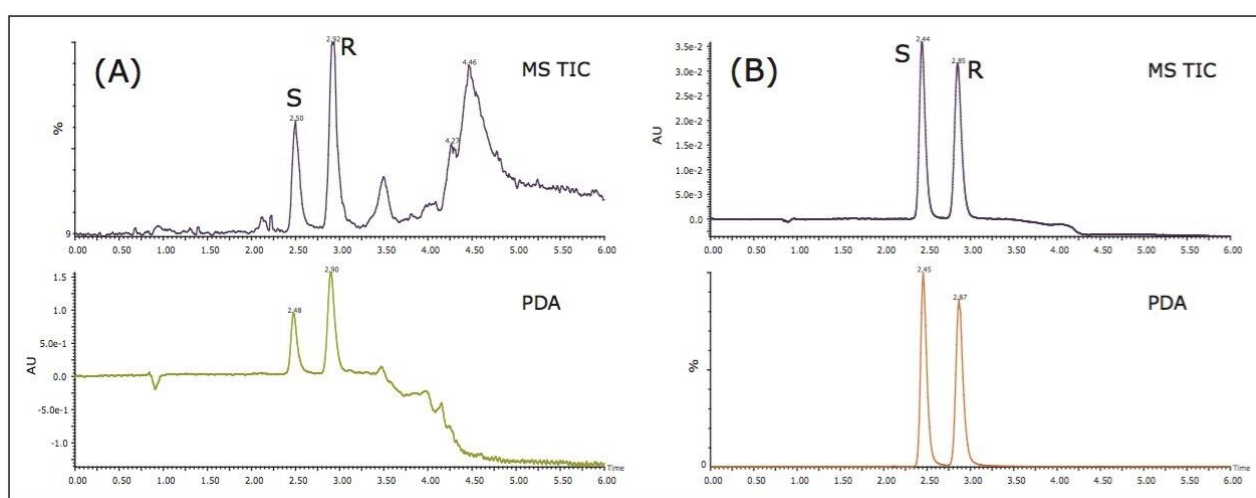 (A)
MS TIC
S
R
2.50
2.92
4.27
4.46
%
9
0.00 0.50 1.00 1.50 2.00 2.50 3.00 3.50 4.00 4.50 5.00 5.50 6.00
PDA
2.48
2.90
AU
1.5
1.0
5.0e-1
0.0
-5.0e-1
-1.0
Time
0.00 0.50 1.00 1.50 2.00 2.50 3.00 3.50 4.00 4.50 5.00 5.50 6.00
(B)
MS TIC
S
R
2.44
2.85
AU
3.5e-2
3.0e-2
2.5e-2
2.0e-2
1.5e-2
1.0e-2
5.0e-3
0.0
0.00 0.50 1.00 1.50 2.00 2.50 3.00 3.50 4.00 4.50 5.00 5.50 6.00
PDA
2.45
2.87
%
0
Time
0.00 0.50 1.00 1.50 2.00 2.50 3.00 3.50 4.00 4.50 5.00 5.50 6.00